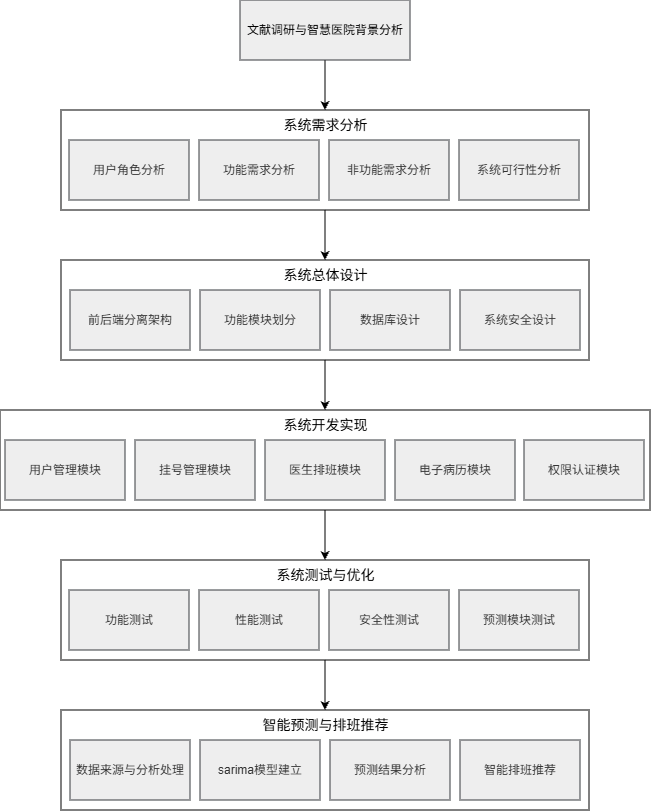 文献调研与智慧医院背景分析
系统需求分析
用户角色分析
功能需求分析
非功能需求分析
系统可行性分析
系统总体设计
前后端分离架构
功能模块划分
数据库设计
系统安全设计
系统开发实现
用户管理模块
挂号管理模块
医生排班模块
电子病历模块
权限认证模块
系统测试与优化
功能测试
性能测试
安全性测试
预测模块测试
智能预测与排班推荐
数据来源与分析处理
sarima模型建立
预测结果分析
智能排班推荐